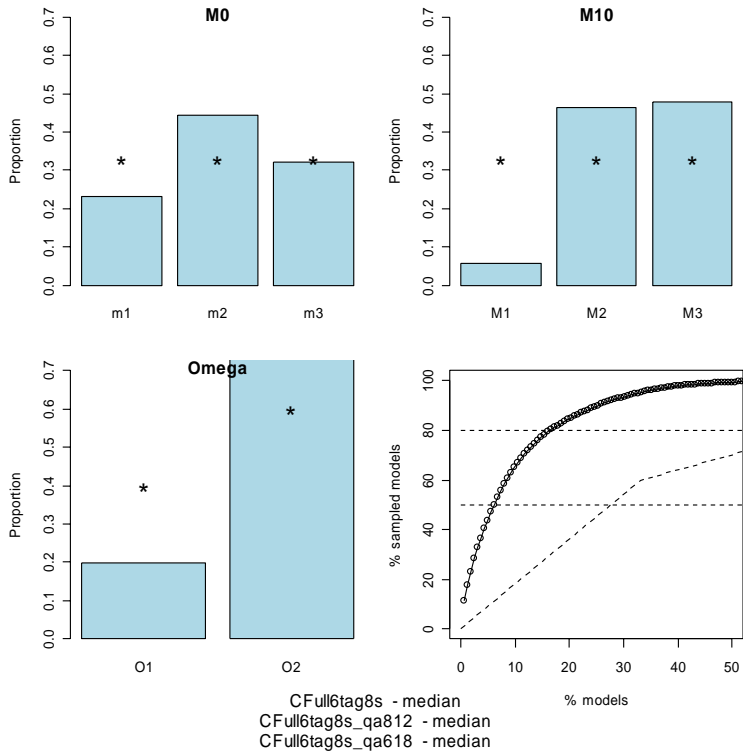 M0
Proportion
0.0 0.1 0.2 0.3 0.4 0.5 0.6 0.7
* * *
m1 m2 m3
M10
Proportion
0.0 0.1 0.2 0.3 0.4 0.5 0.6 0.7
* * *
M1 M2 M3
Omega
Proportion
0.0 0.1 0.2 0.3 0.4 0.5 0.6 0.7
* *
O1 O2
% sampled models
0 20 40 60 80 100
0 10 20 30 40 50
% models
CFull6tag8s - median
CFull6tag8s_qa812 - median
CFull6tag8s_qa618 - median